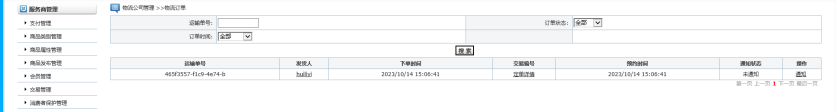 服务商管理
支付管理
商品类别管理
商品属性管理
商品发布管理
会员管理
交易管理
消费者保护管理
物流公司管理 >>物流订单
运输单号:
订单状态: 全部
订单时间: 全部
搜 索
运输单号 发货人 下单时间 交易编号 预约时间 通知状态 操作
465f3557-f1c9-4e74-b hullivi 2023/10/14 15:06:41 订单详情 2023/10/14 15:06:41 未通知 通知
第一页 上一页 1 下一页 最后一页